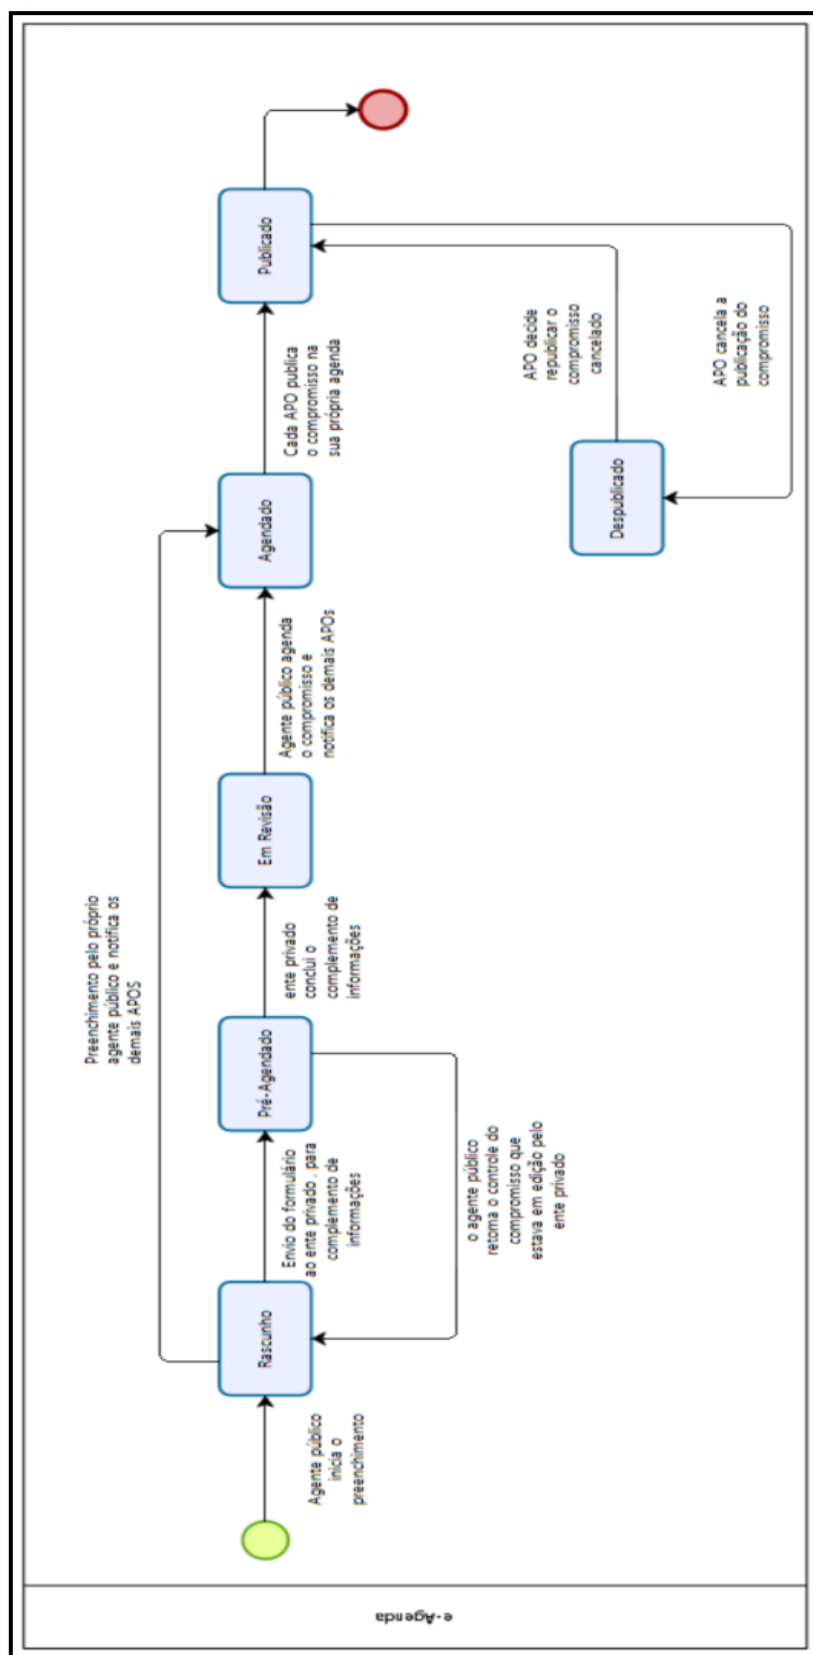 e-Agenda
Agente público
inicia o
preenchimento
Rascunho
Preenchimento pelo próprio
agente público e notifica os
demais APOS
Envio do formulário
ao ente privado , para
complemento de
informações
Pré-Agendado
o agente público
retoma o controle do
compromisso que
estava em edição pelo
ente privado
ente privado
conclui o
complemento de
informações
Em Revisão
Agente público agenda
o compromisso e
notifica os demais APOs
Agendado
Cada APO publica
o compromisso na
sua própria agenda
Publicado
Despublicado
APO decide
republicar o
compromisso
cancelado
APO cancela a
publicação do
compromisso